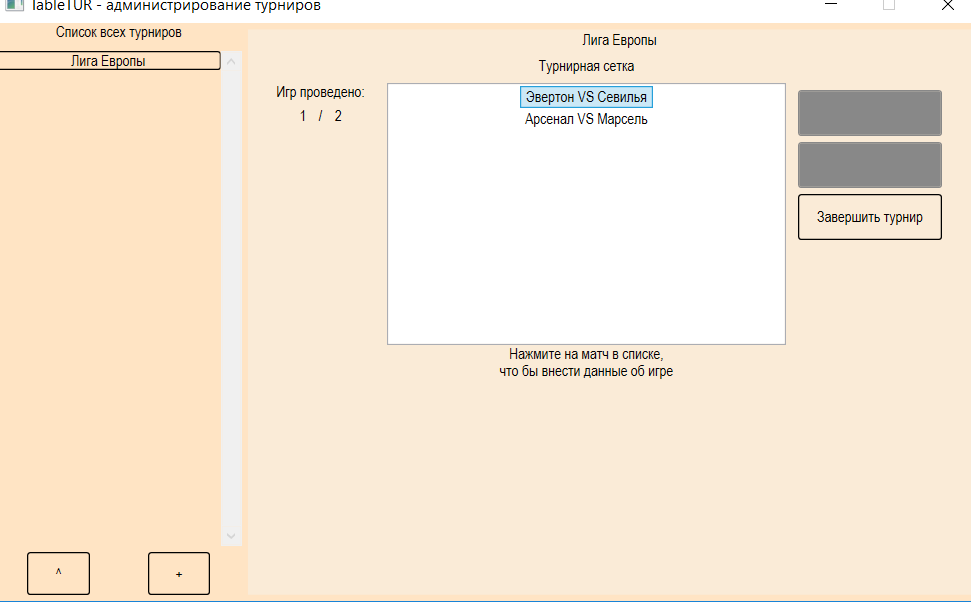 TableTUR - администрирование турниров
Список всех турниров
Лига Европы
Лига Европы
Турнирная сетка
Игр проведено:
1 / 2
Эвертон VS Севилья
Арсенал VS Марсель
Завершить турнир
Нажмите на матч в списке,
что бы внести данные об игре
^
+